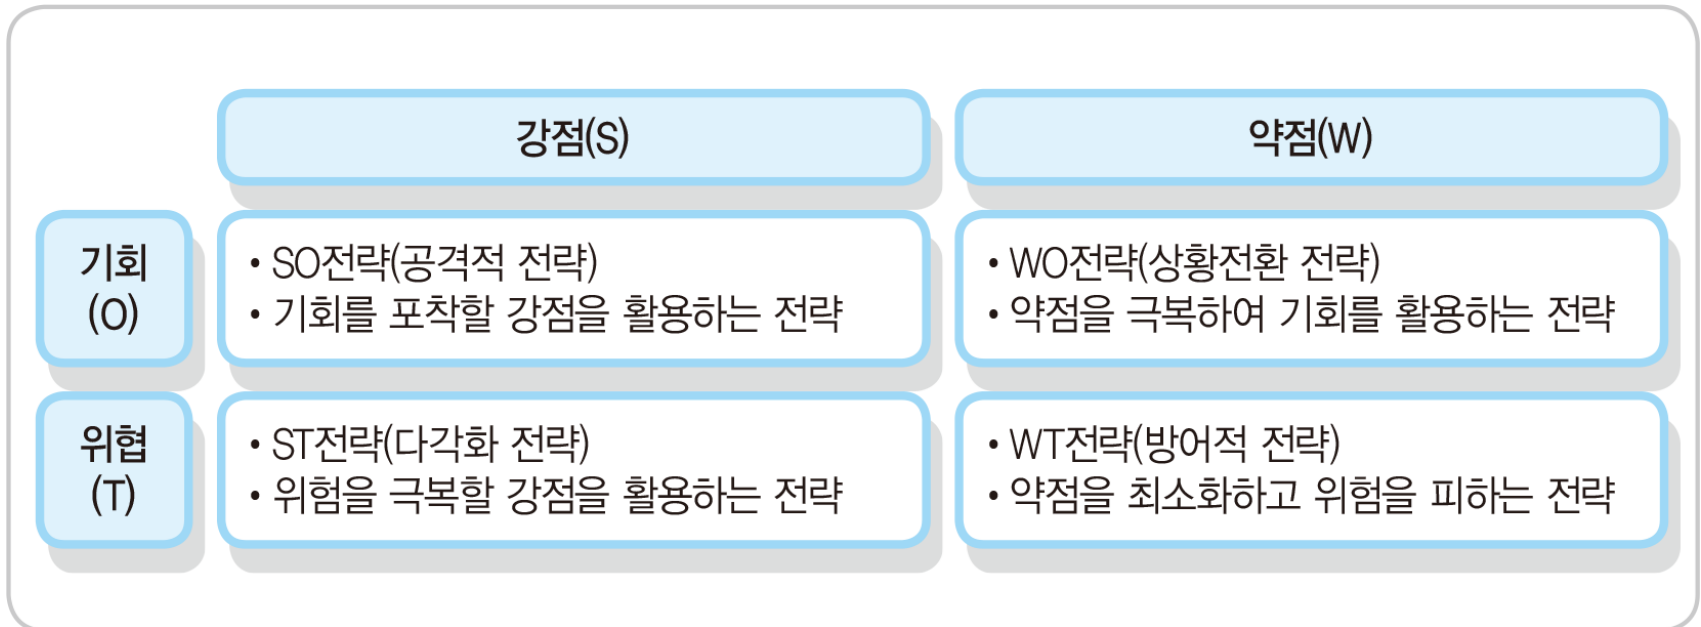 강점(S)
약점(W)
기회
(O)
• SO전략(공격적 전략)
• 기회를 포착할 강점을 활용하는 전략
• WO전략(상황전환 전략)
• 약점을 극복하여 기회를 활용하는 전략
위협
(T)
• ST전략(다각화 전략)
• 위험을 극복할 강점을 활용하는 전략
• WT전략(방어적 전략)
• 약점을 최소화하고 위험을 피하는 전략